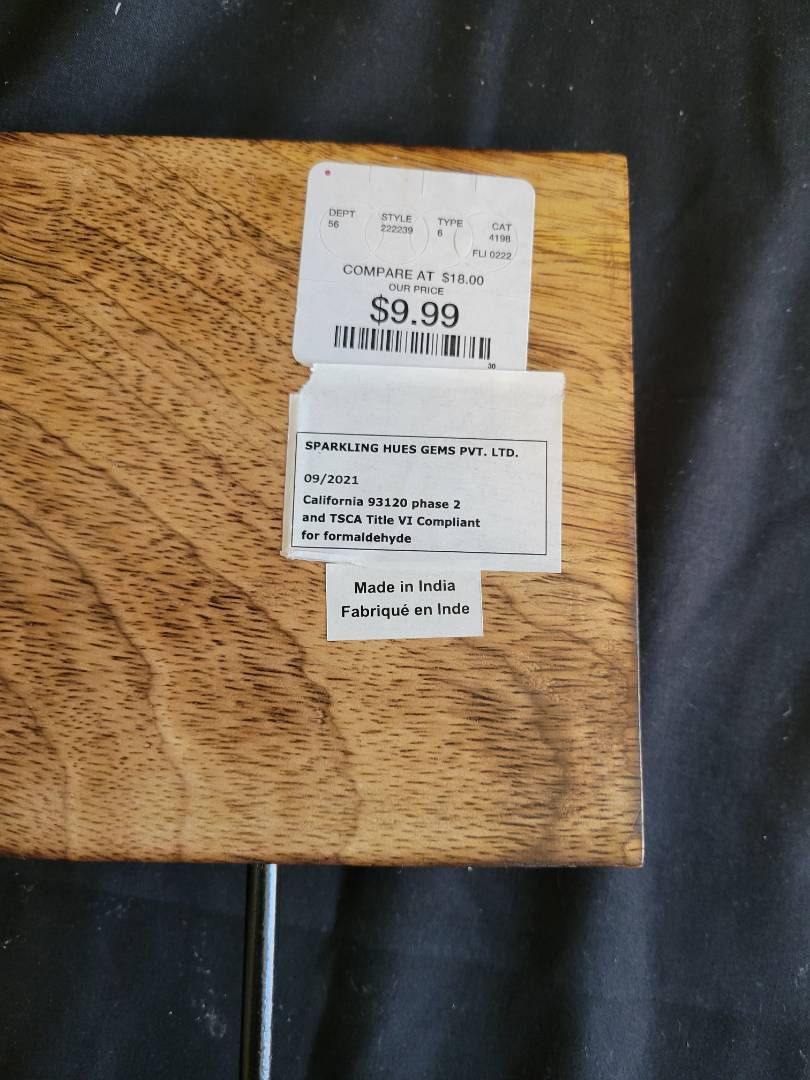 DEPT STYLE TYPE CAT
56 222239 6 4198
FLI 0222
COMPARE AT $18.00
OUR PRICE
$9.99
30
SPARKLING HUES GEMS PVT. LTD.
09/2021
California 93120 phase 2
and TSCA Title VI Compliant
for formaldehyde
Made in India
Fabriqué en Inde